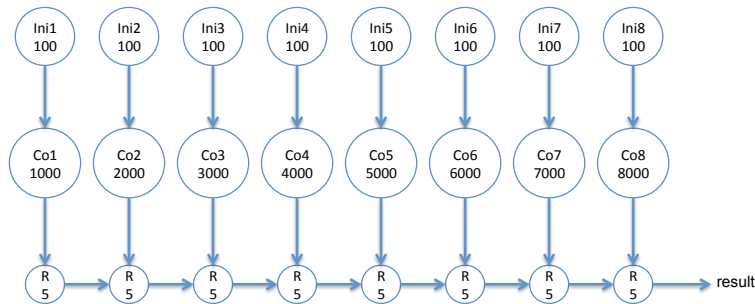 Ini1
100
Ini2
100
Ini3
100
Ini4
100
Ini5
100
Ini6
100
Ini7
100
Ini8
100
Co1
1000
Co2
2000
Co3
3000
Co4
4000
Co5
5000
Co6
6000
Co7
7000
Co8
8000
R
5
R
5
R
5
R
5
R
5
R
5
R
5
R
5
result